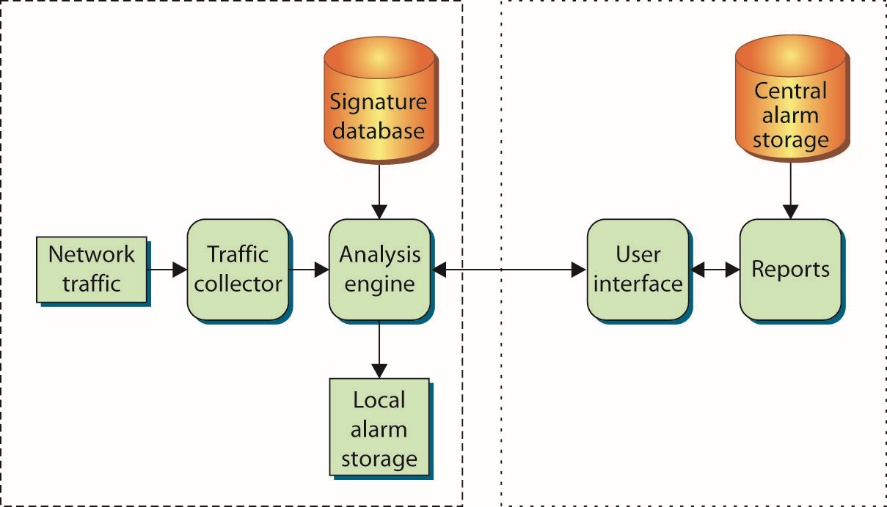 Signature
database
Central
alarm
storage
Network
traffic
Traffic
collector
Analysis
engine
User
interface
Reports
Local
alarm
storage